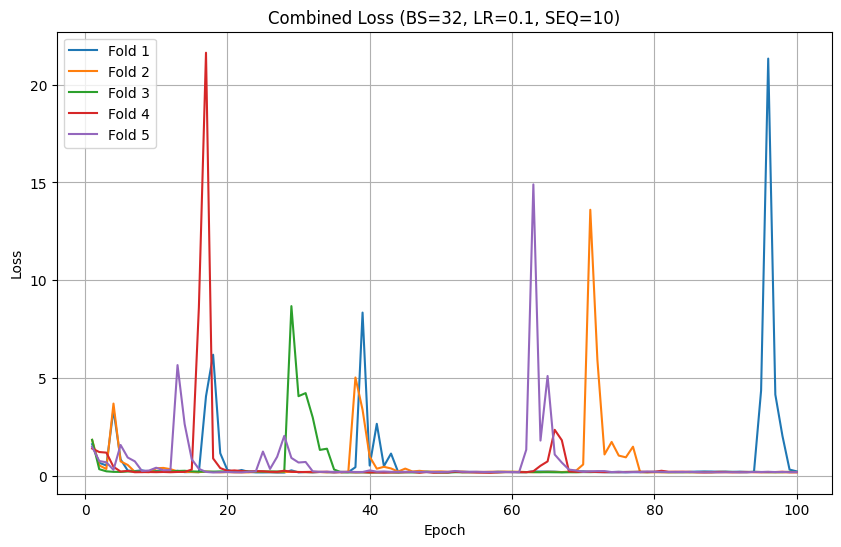 Combined Loss (BS=32, LR=0.1, SEQ=10)
Fold 1
Fold 2
Fold 3
Fold 4
Fold 5
Loss
20
15
10
5
0
0 20 40 60 80 100
Epoch